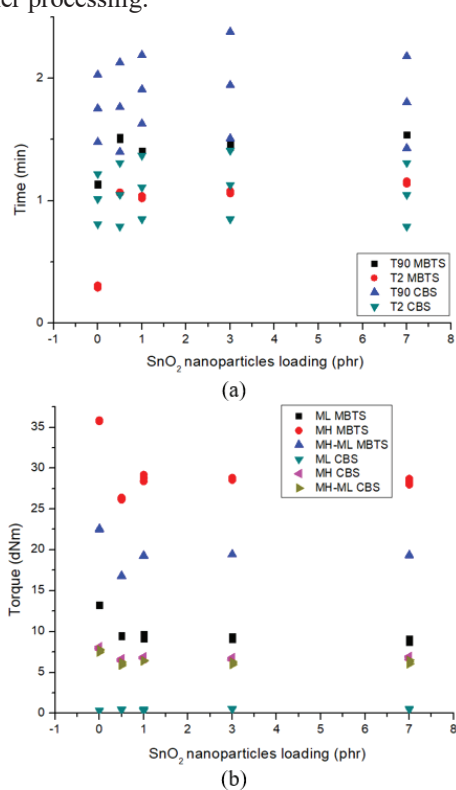 er processing.
2
1
0
Time (min)
T90 MBTS
T2 MBTS
T90 CBS
T2 CBS
-1 0 1 2 3 4 5 6 7 8
SnO2 nanoparticles loading (phr)
(a)
35
30
25
20
15
10
5
0
Torque (dNm)
ML MBTS
MH MBTS
MH-ML MBTS
ML CBS
MH CBS
MH-ML CBS
-1 0 1 2 3 4 5 6 7 8
SnO2 nanoparticles loading (phr)
(b)